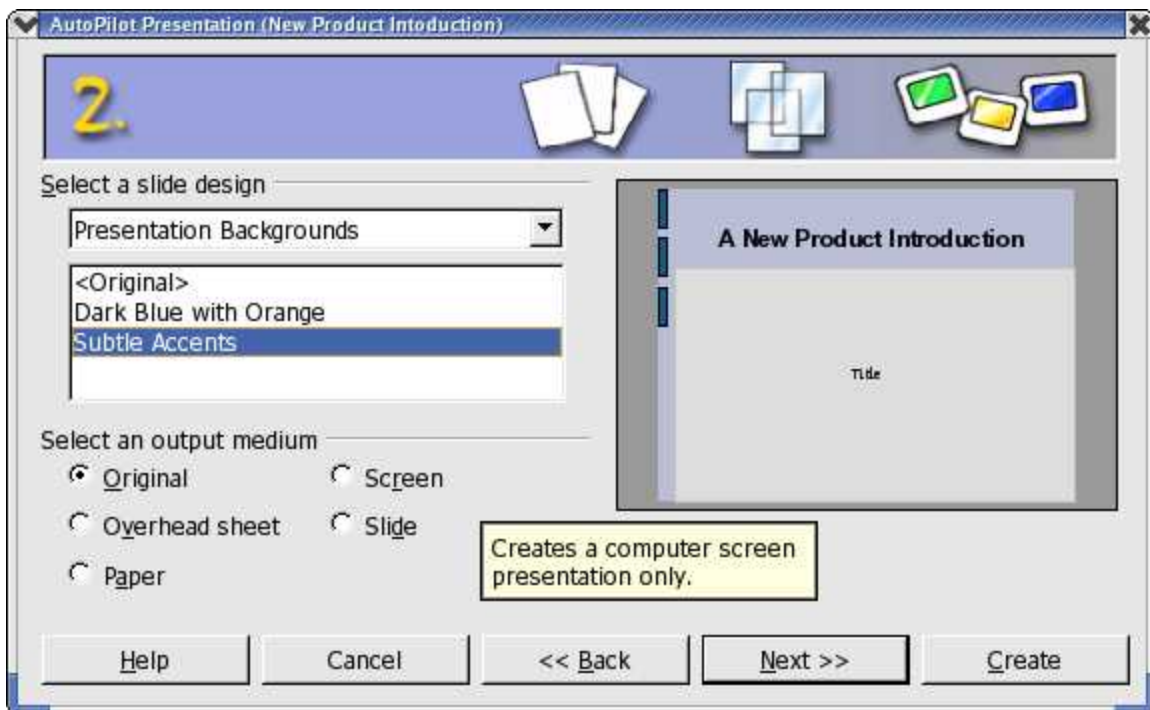 AutoPilot Presentation (New Product Intoduction)
2.
Select a slide design
Presentation Backgrounds
<Original>
Dark Blue with Orange
Subtle Accents
A New Product Introduction
Title
Select an output medium
Original
Screen
Overhead sheet
Slide
Paper
Creates a computer screen
presentation only.
Help
Cancel
<< Back
Next >>
Create